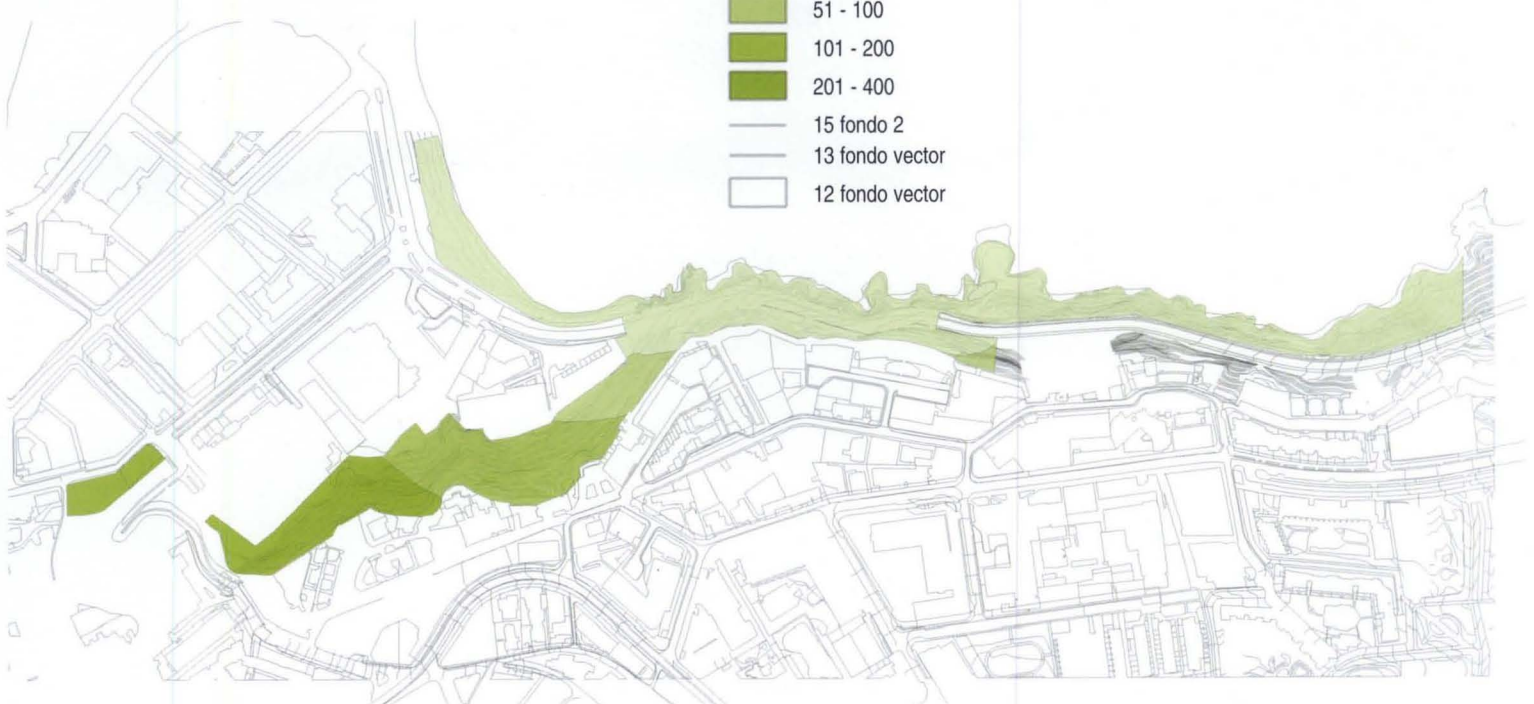 51 - 100
101 - 200
201 - 400
15 fondo 2
13 fondo vector
12 fondo vector